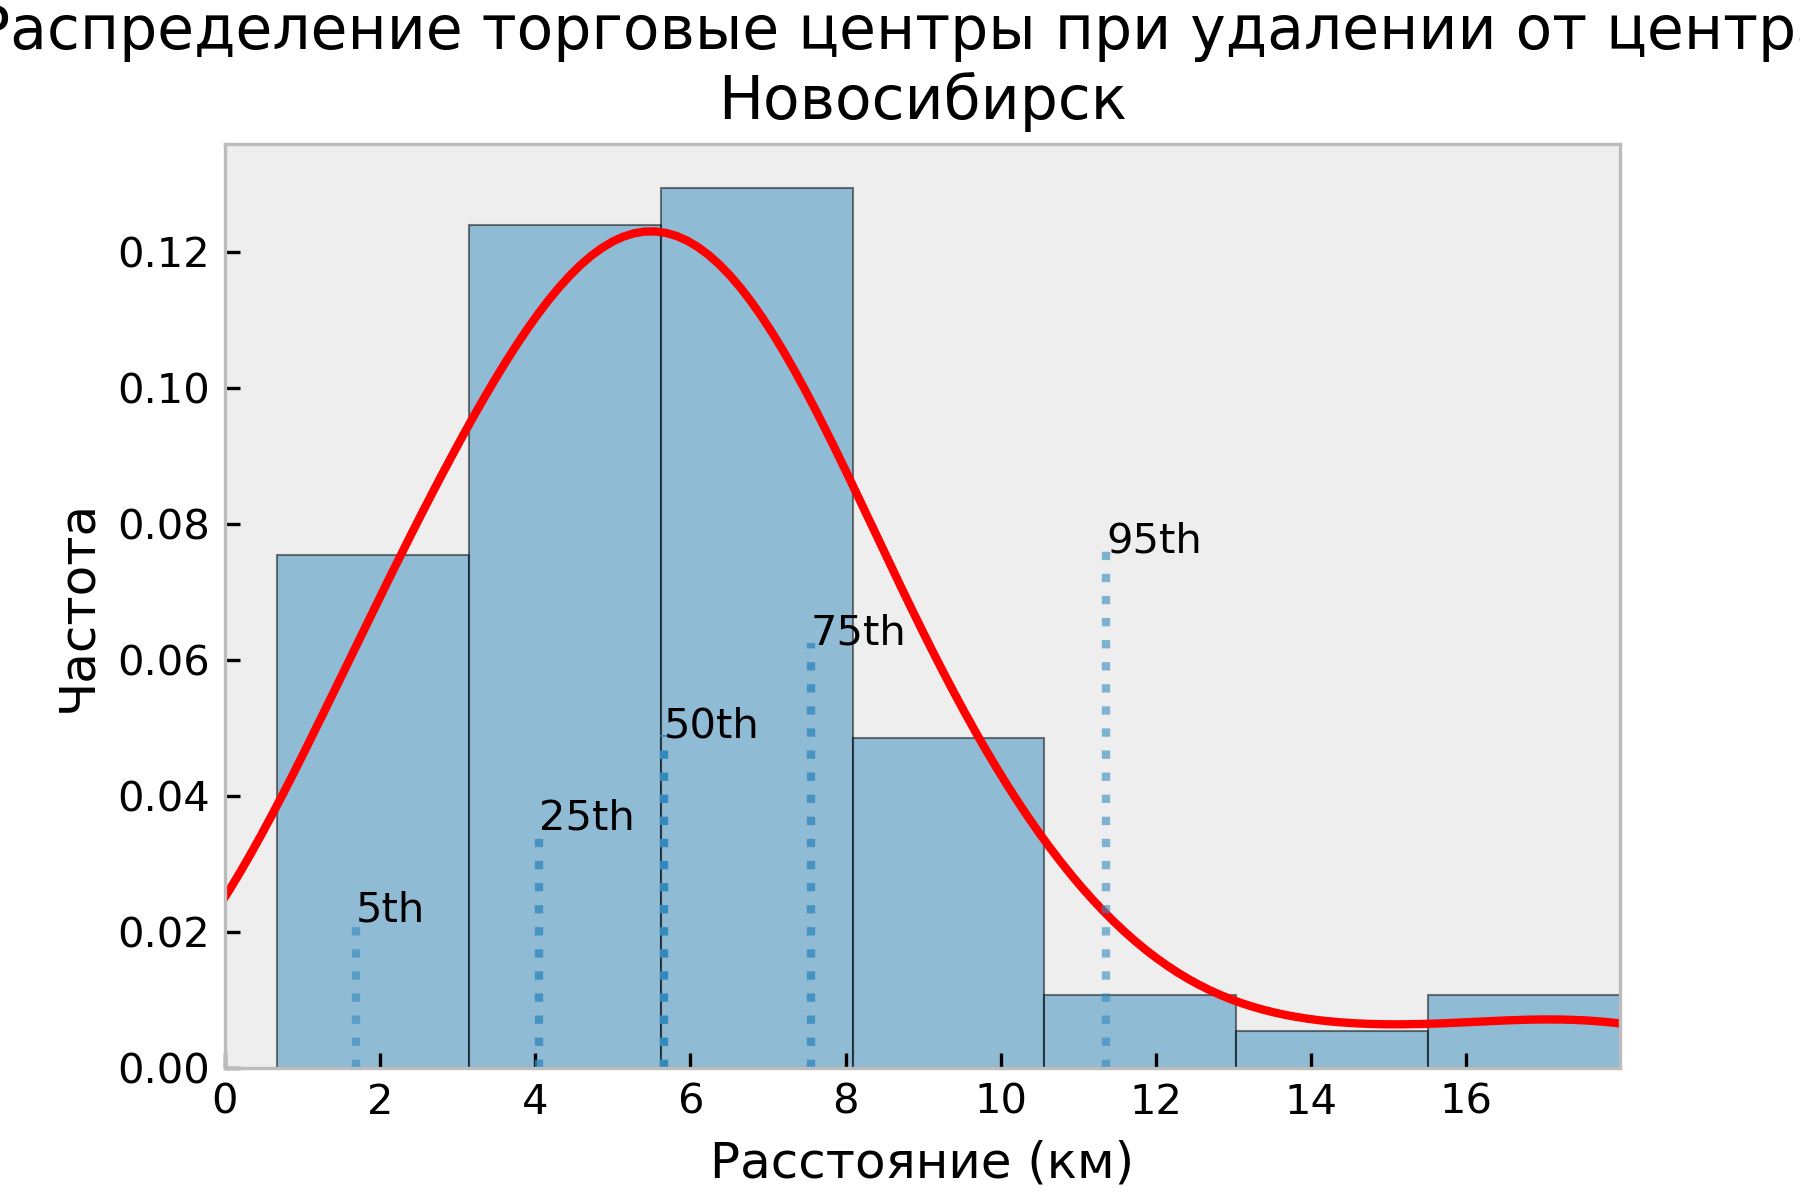 Распределение торговые центры при удалении от центра
Новосибирск
0.12
0.10
0.08
0.06
0.04
0.02
0.00
Частота
95th
75th
50th
25th
5th
0 2 4 6 8 10 12 14 16
Расстояние (км)